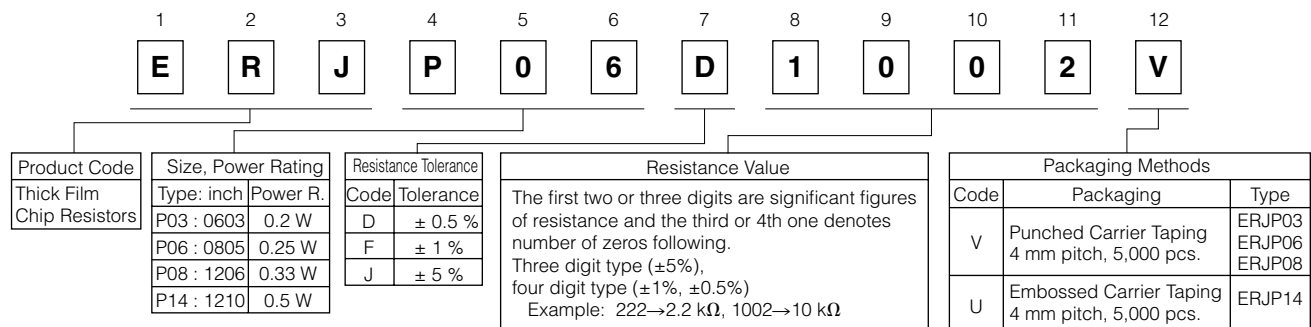 1 2 3 4 5 6 7 8 9 10 11 12
E R J P 0 6 D 1 0 0 2 V
Product Code
Thick Film
Chip Resistors
Size, Power Rating
Type: inch Power R.
P03 : 0603 0.2 W
P06 : 0805 0.25 W
P08 : 1206 0.33 W
P14 : 1210 0.5 W
Resistance Tolerance
Code Tolerance
D ± 0.5 %
F ± 1 %
J ± 5 %
Resistance Value
The first two or three digits are significant figures
of resistance and the third or 4th one denotes
number of zeros following.
Three digit type (±5%),
four digit type (±1%, ±0.5%)
Example: 222→2.2 kΩ, 1002→10 kΩ
Packaging Methods
Code Packaging Type
V Punched Carrier Taping
4 mm pitch, 5,000 pcs.
ERJP03
ERJP06
ERJP08
U Embossed Carrier Taping
4 mm pitch, 5,000 pcs.
ERJP14